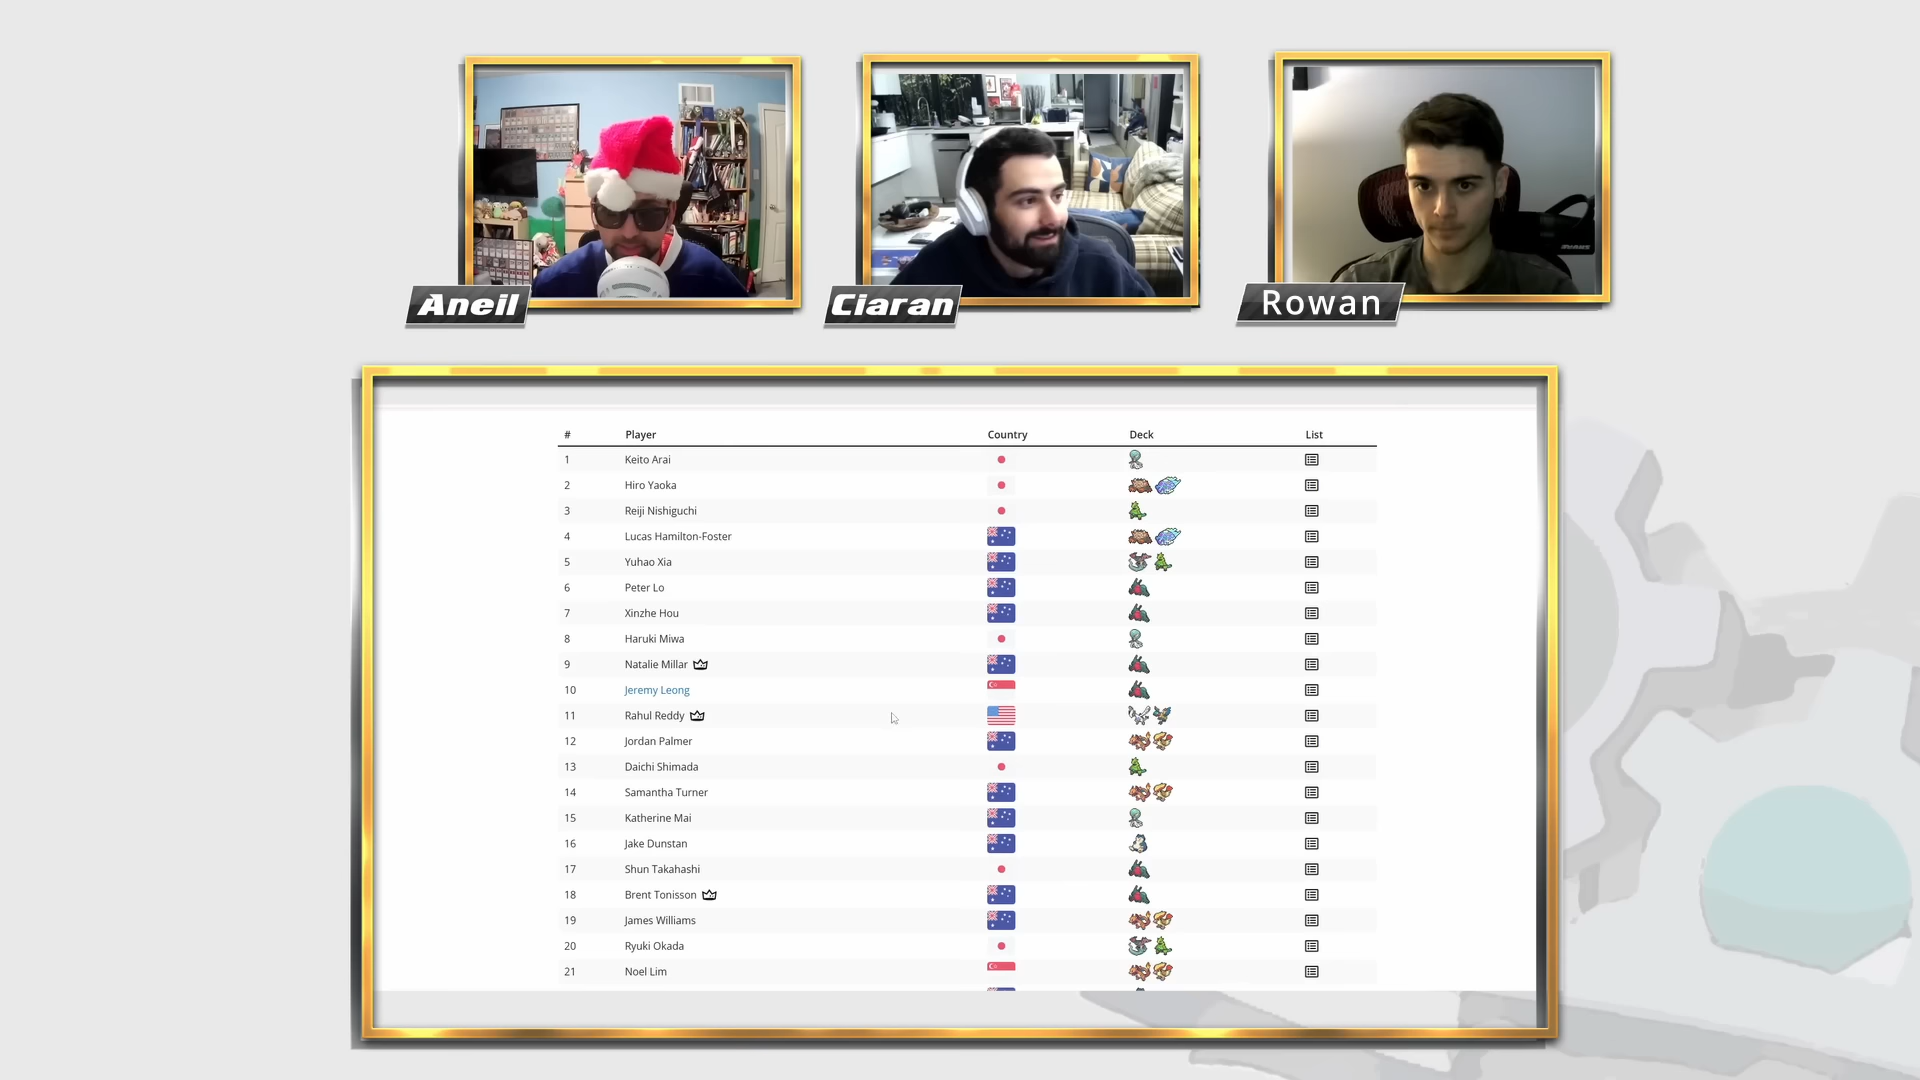 Aneil
Ciaran
Rowan
# Player Country Deck List
1 Keito Arai
2 Hiro Yaoka
3 Reiji Nishiguchi
4 Lucas Hamilton-Foster
5 Yuhao Xia
6 Peter Lo
7 Xinzhe Hou
8 Haruki Miwa
9 Natalie Millar
10 Jeremy Leong
11 Rahul Reddy
12 Jordan Palmer
13 Daichi Shimada
14 Samantha Turner
15 Katherine Mai
16 Jake Dunstan
17 Shun Takahashi
18 Brent Tonisson
19 James Williams
20 Ryuki Okada
21 Noel Lim